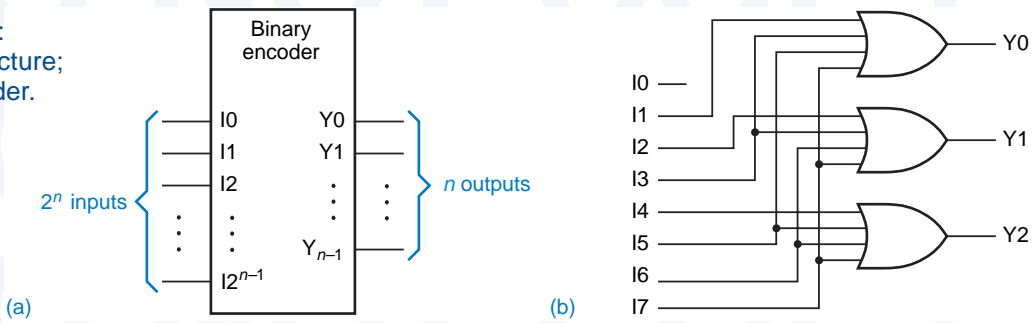 :
cture;
der.
Binary
encoder
I0
I1
I2
I2ⁿ⁻¹
Y0
Y1
Yₙ₋₁
2ⁿ inputs
n outputs
(a)
I0
I1
I2
I3
I4
I5
I6
I7
Y0
Y1
Y2
(b)